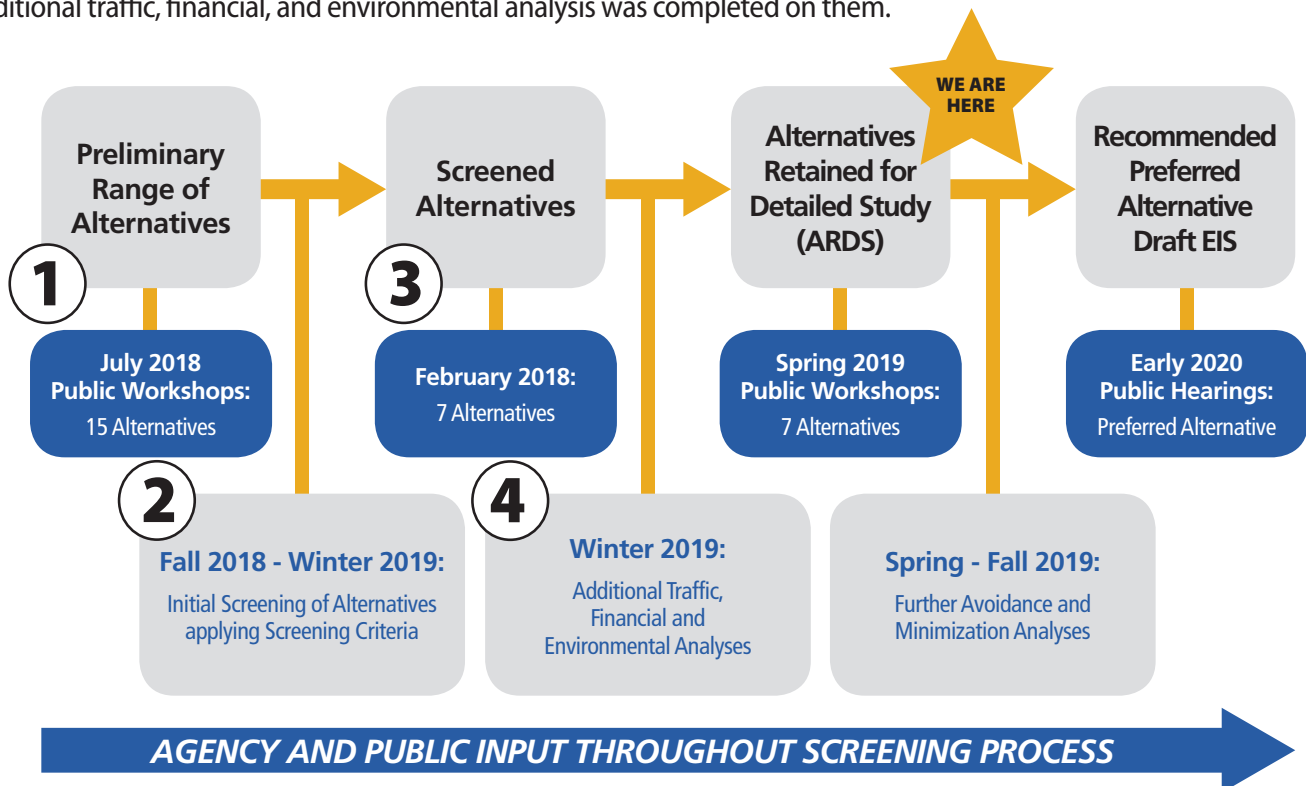 ditional traffic, financial, and environmental analysis was completed on them.
WE ARE
HERE
Preliminary
Range of
Alternatives
Screened
Alternatives
Alternatives
Retained for
Detailed Study
(ARDS)
Recommended
Preferred
Alternative
Draft EIS
1
3
July 2018
Public Workshops:
15 Alternatives
February 2018:
7 Alternatives
Spring 2019
Public Workshops:
7 Alternatives
Early 2020
Public Hearings:
Preferred Alternative
2
4
Fall 2018 - Winter 2019:
Initial Screening of Alternatives
applying Screening Criteria
Winter 2019:
Additional Traffic,
Financial and
Environmental Analyses
Spring - Fall 2019:
Further Avoidance and
Minimization Analyses
AGENCY AND PUBLIC INPUT THROUGHOUT SCREENING PROCESS